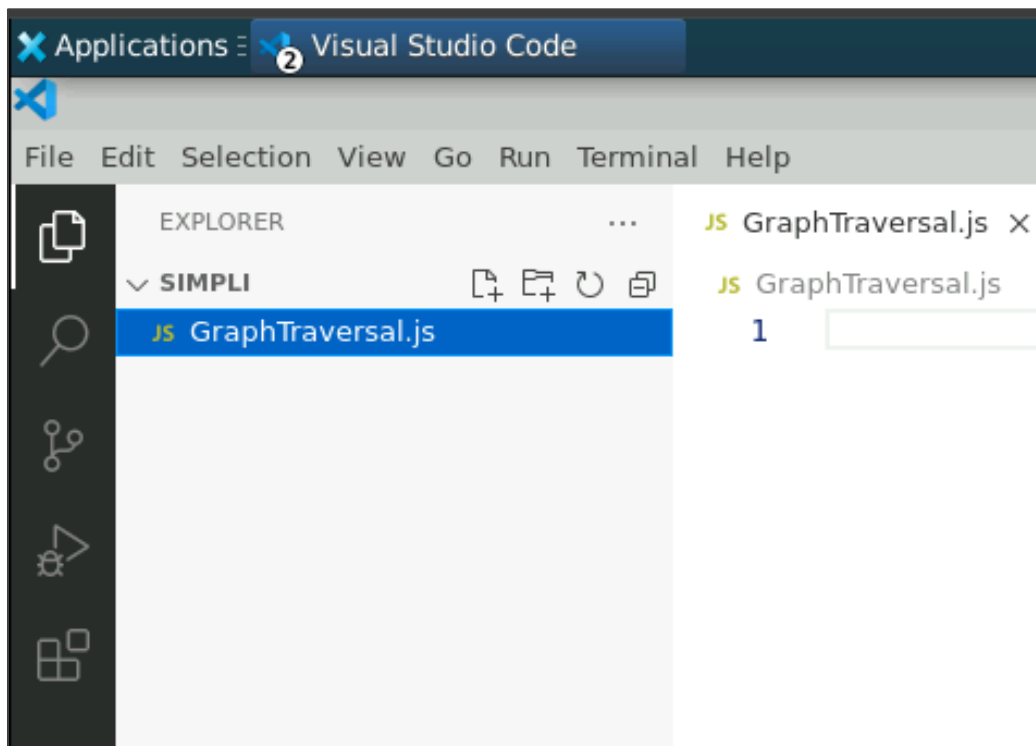 Applications
2 Visual Studio Code
File Edit Selection View Go Run Terminal Help
EXPLORER ...
JS GraphTraversal.js
SIMPLI
JS GraphTraversal.js
JS GraphTraversal.js
1